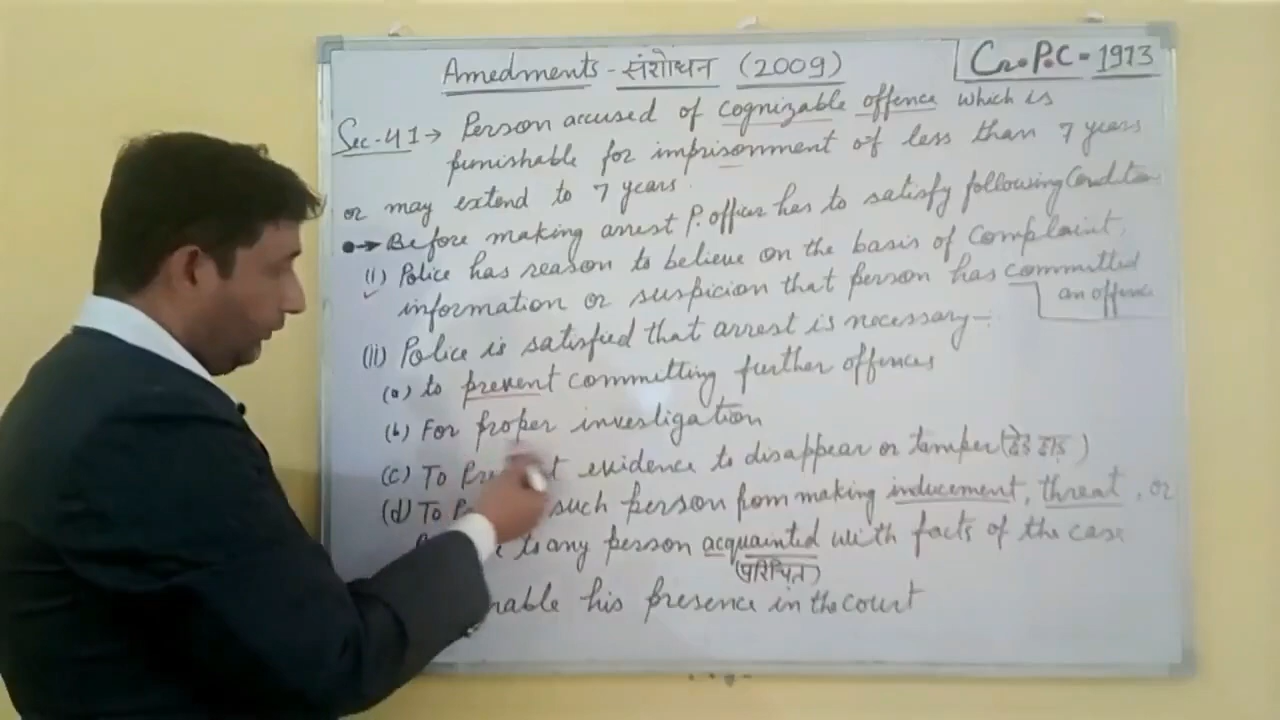 Amedments - संशोधन (2009)
Cr.P.C - 1973
Sec-41 → Person accused of cognizable offence which is
punishable for imprisonment of less than 7 years
or may extend to 7 years.
→ Before making arrest P. officer has to satisfy following
(i) Police has reason to believe on the basis of Complaint,
information or suspicion that person has committed
an offence
(ii) Police is satisfied that arrest is necessary -
(a) to prevent committing further offences
(b) For proper investigation
(c) To evidence to disappear or tamper
(d) To such person from making inducement, threat, or
to any person acquainted with facts of the case
(परिचित)
his presence in the court